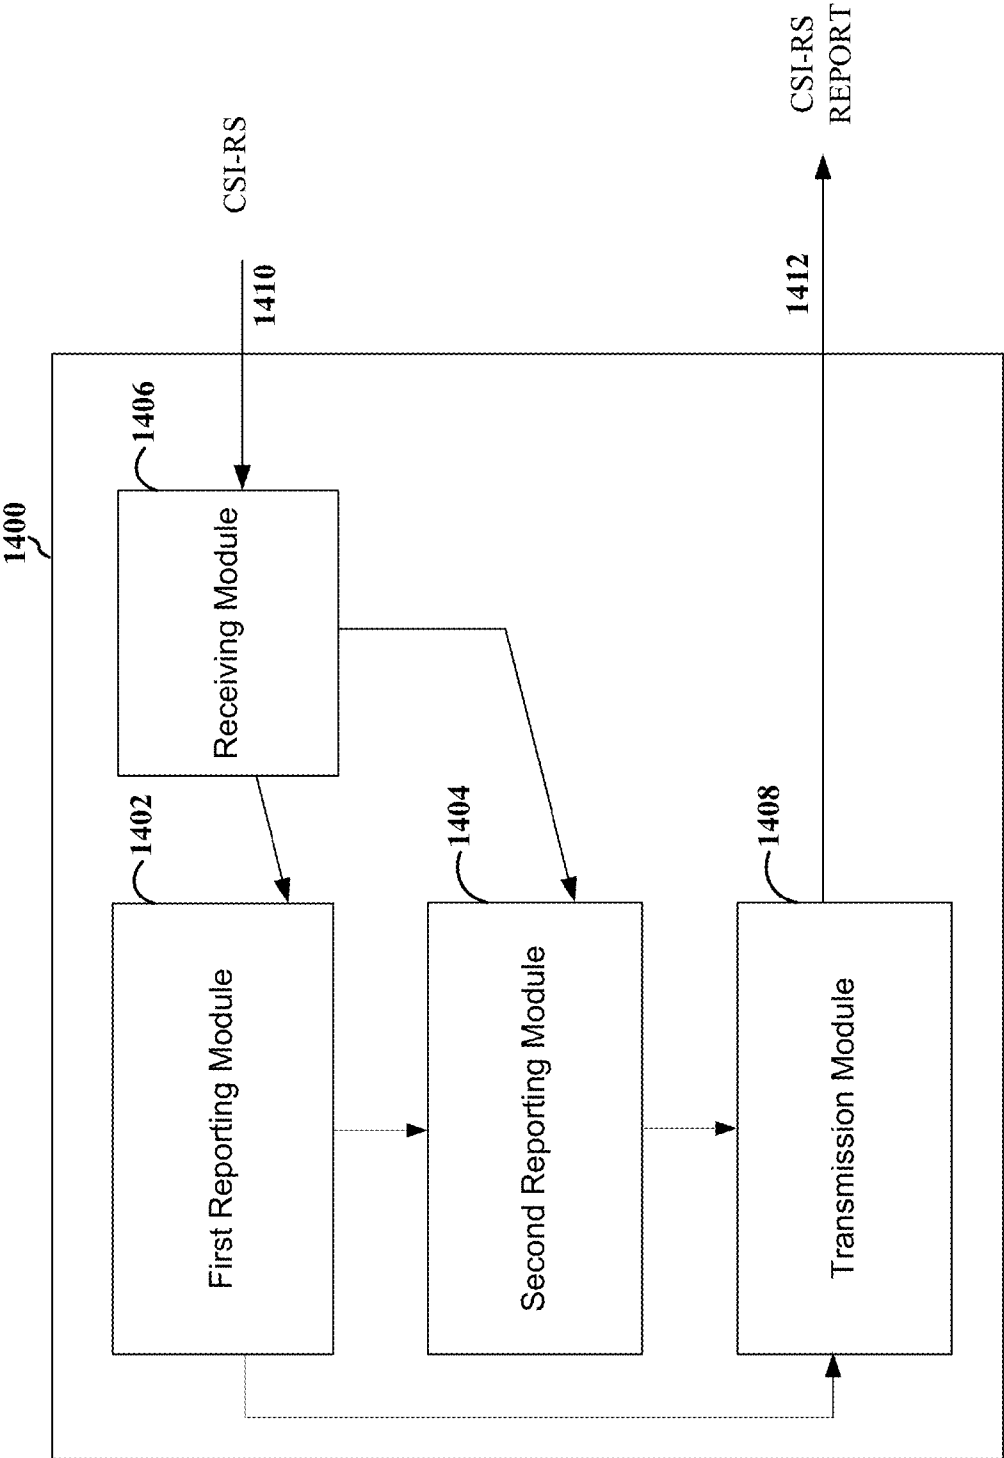 1400
First Reporting Module
1402
Receiving Module
1406
CSI-RS
1410
Second Reporting Module
1404
Transmission Module
1408
1412
CSI-RS
REPORT